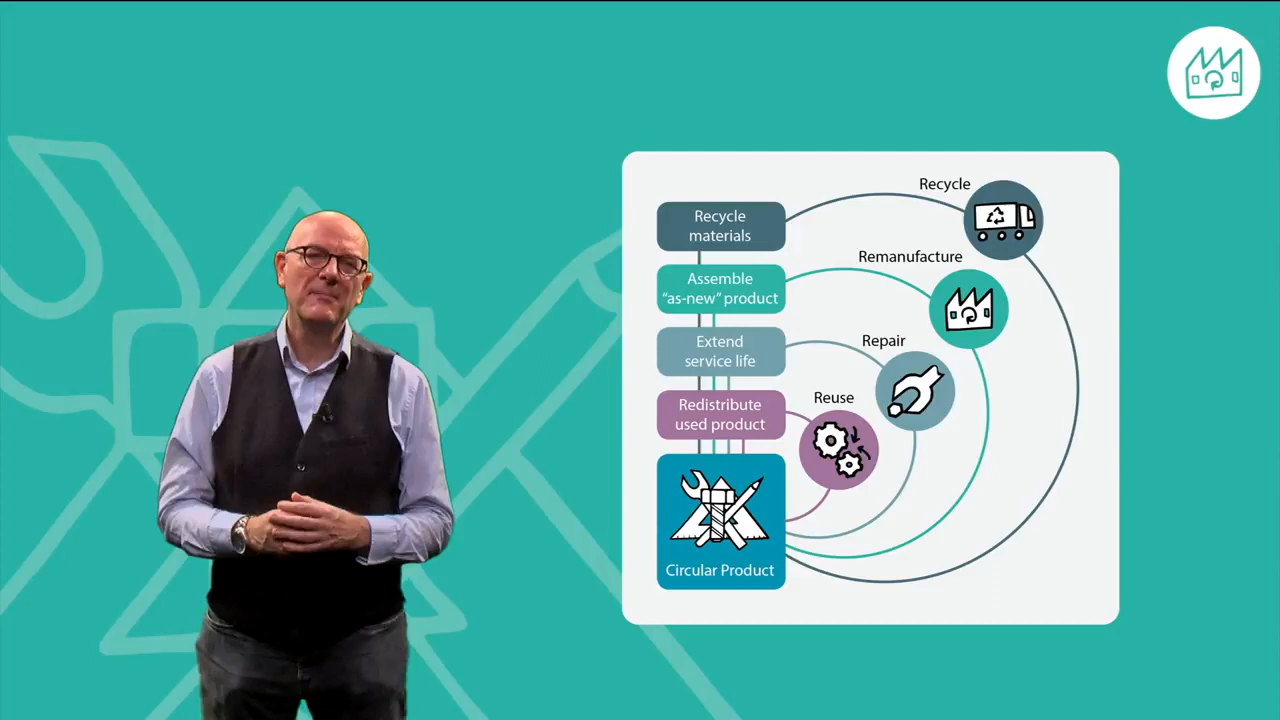 Recycle
Recycle
materials
Remanufacture
Assemble
“as-new” product
Repair
Extend
service life
Reuse
Redistribute
used product
Circular Product